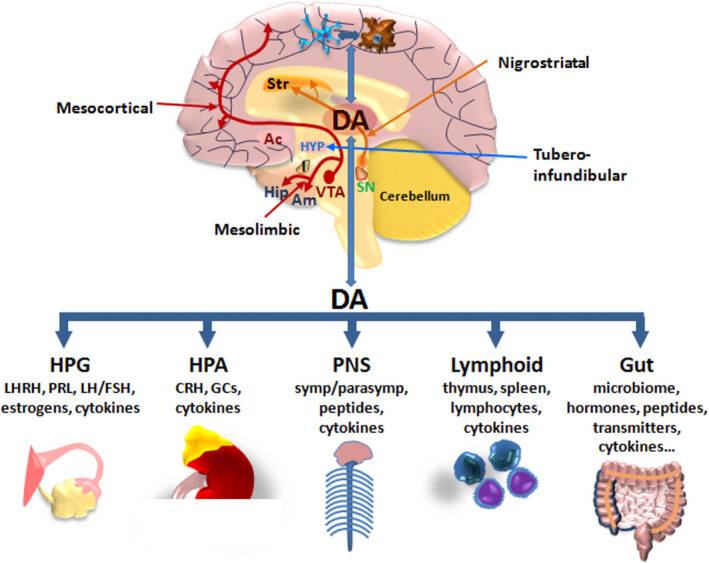 Nigrostriatal
Str
Mesocortical
DA
Ac
HYP
Tubero-
infundibular
Hip
Am
VTA
SN
Cerebellum
Mesolimbic
DA
HPG
LHRH, PRL, LH/FSH,
estrogens, cytokines
HPA
CRH, GCs,
cytokines
PNS
symp/parasymp,
peptides,
cytokines
Lymphoid
thymus, spleen,
lymphocytes,
cytokines
Gut
microbiome,
hormones, peptides,
transmitters,
cytokines...